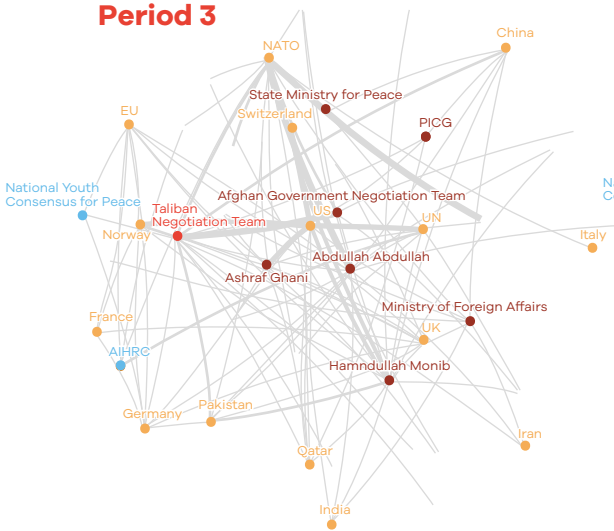 Period 3
NATO
China
State Ministry for Peace
Switzerland
EU
PICG
National Youth
Consensus for Peace
Na
Co
Afghan Government Negotiation Team
Taliban
Negotiation Team
US
UN
Norway
Italy
Abdullah Abdullah
Ashraf Ghani
Ministry of Foreign Affairs
France
UK
AIHRC
Hamndullah Monib
Pakistan
Germany
Iran
Qatar
India